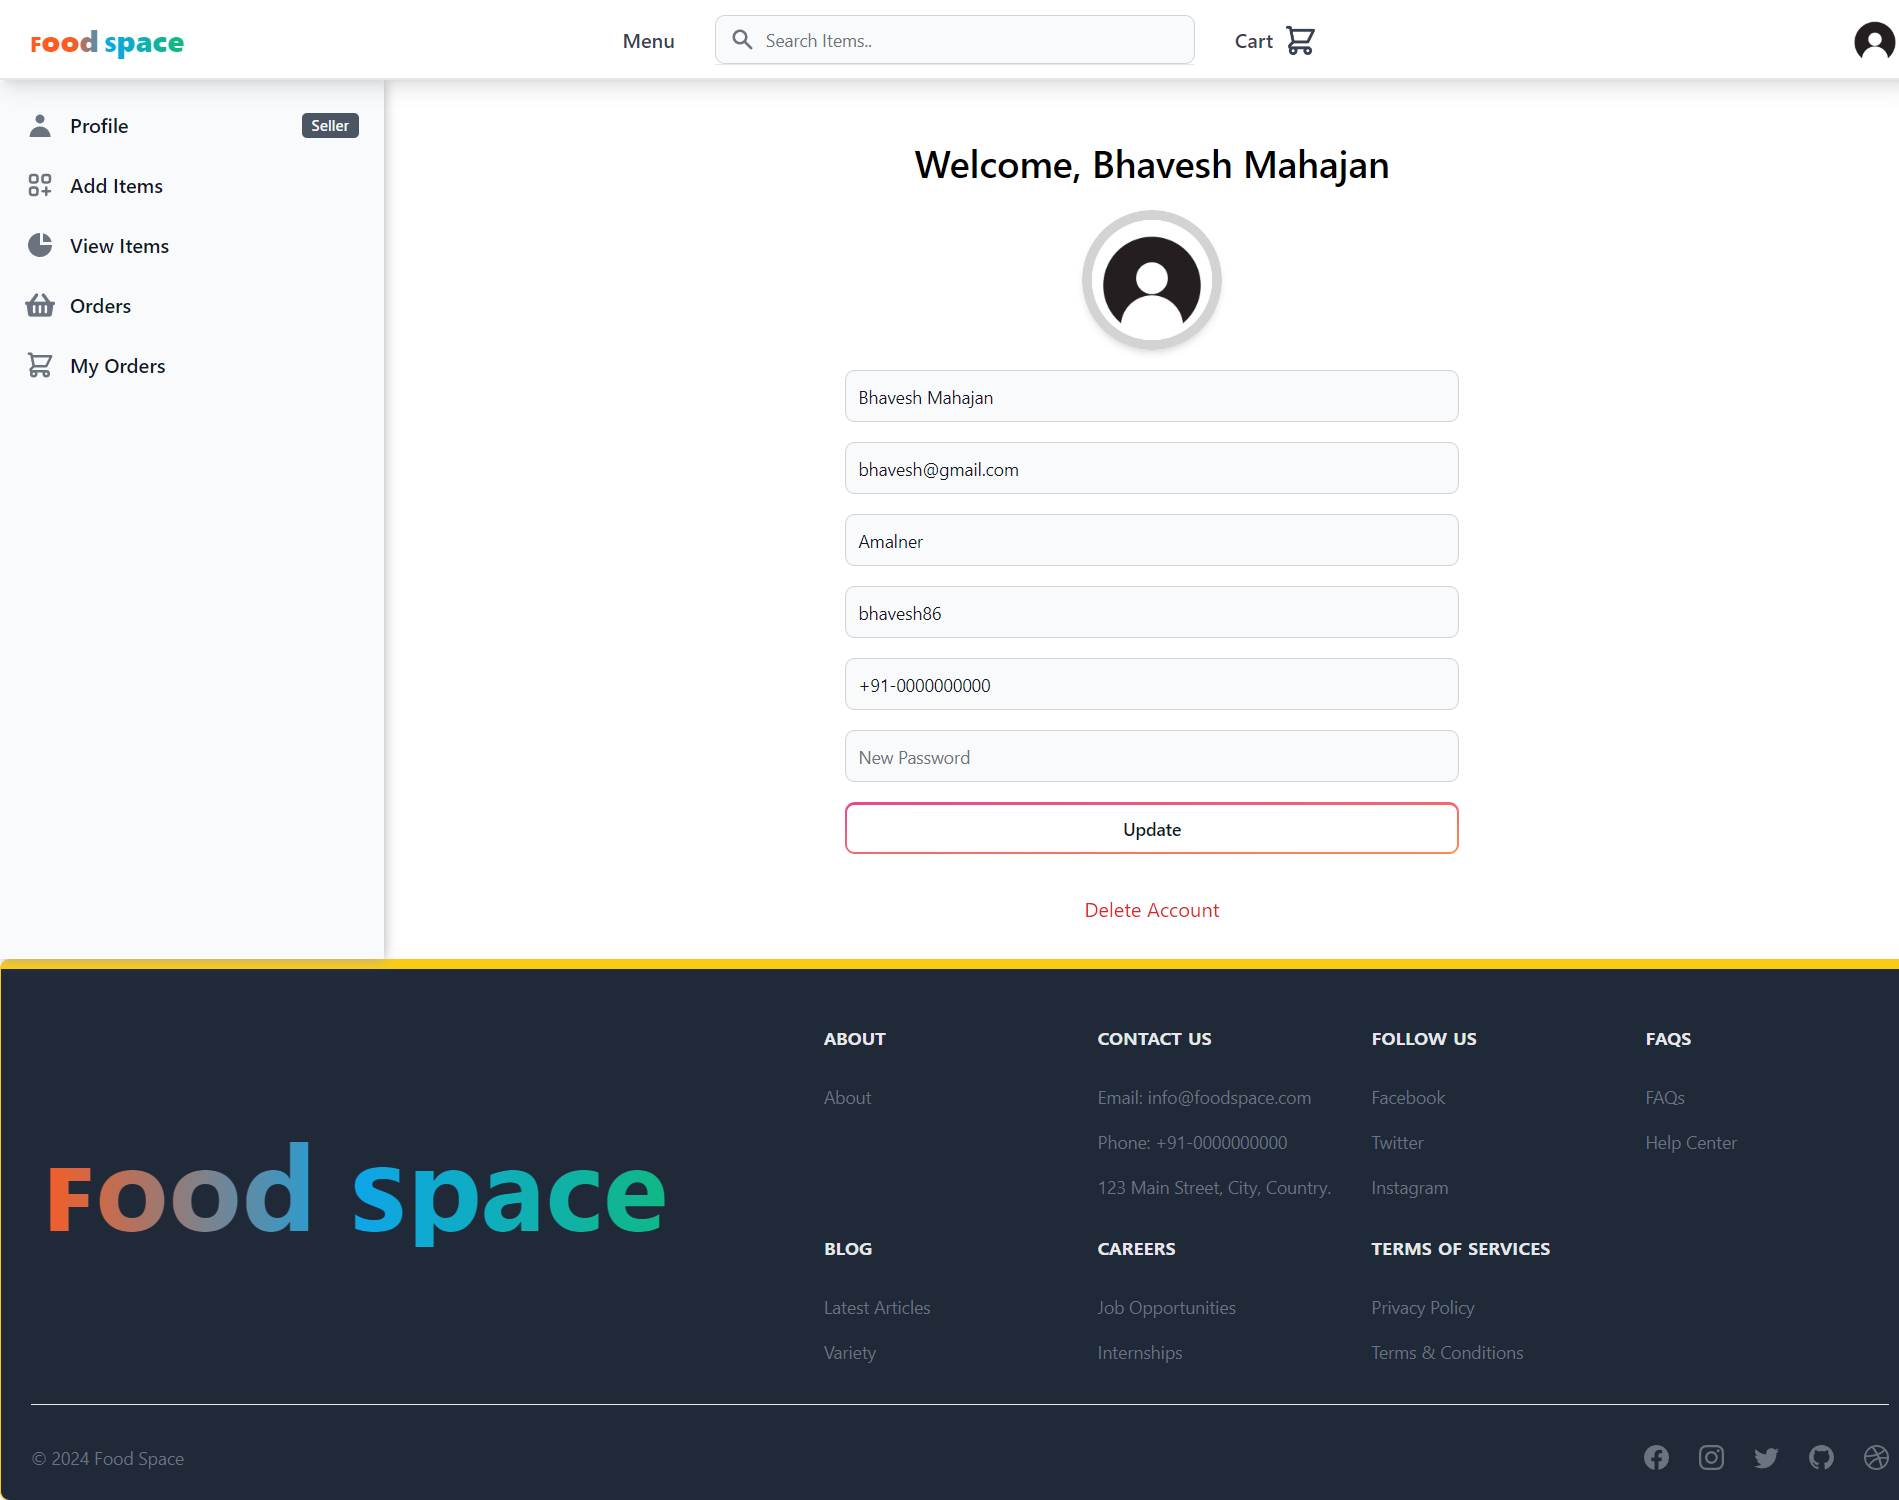 Food space
Menu
Search Items..
Cart
Profile
Seller
Add Items
View Items
Orders
My Orders
Welcome, Bhavesh Mahajan
Bhavesh Mahajan
bhavesh@gmail.com
Amalner
bhavesh86
+91-0000000000
New Password
Update
Delete Account
Food space
ABOUT
About
CONTACT US
Email: info@foodspace.com
Phone: +91-0000000000
123 Main Street, City, Country.
FOLLOW US
Facebook
Twitter
Instagram
FAQS
FAQs
Help Center
BLOG
Latest Articles
Variety
CAREERS
Job Opportunities
Internships
TERMS OF SERVICES
Privacy Policy
Terms & Conditions
© 2024 Food Space